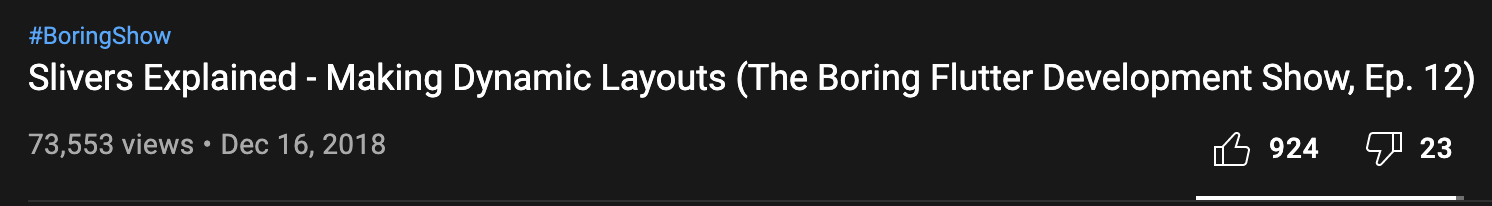 #BoringShow
Slivers Explained - Making Dynamic Layouts (The Boring Flutter Development Show, Ep. 12)
73,553 views • Dec 16, 2018 924 23